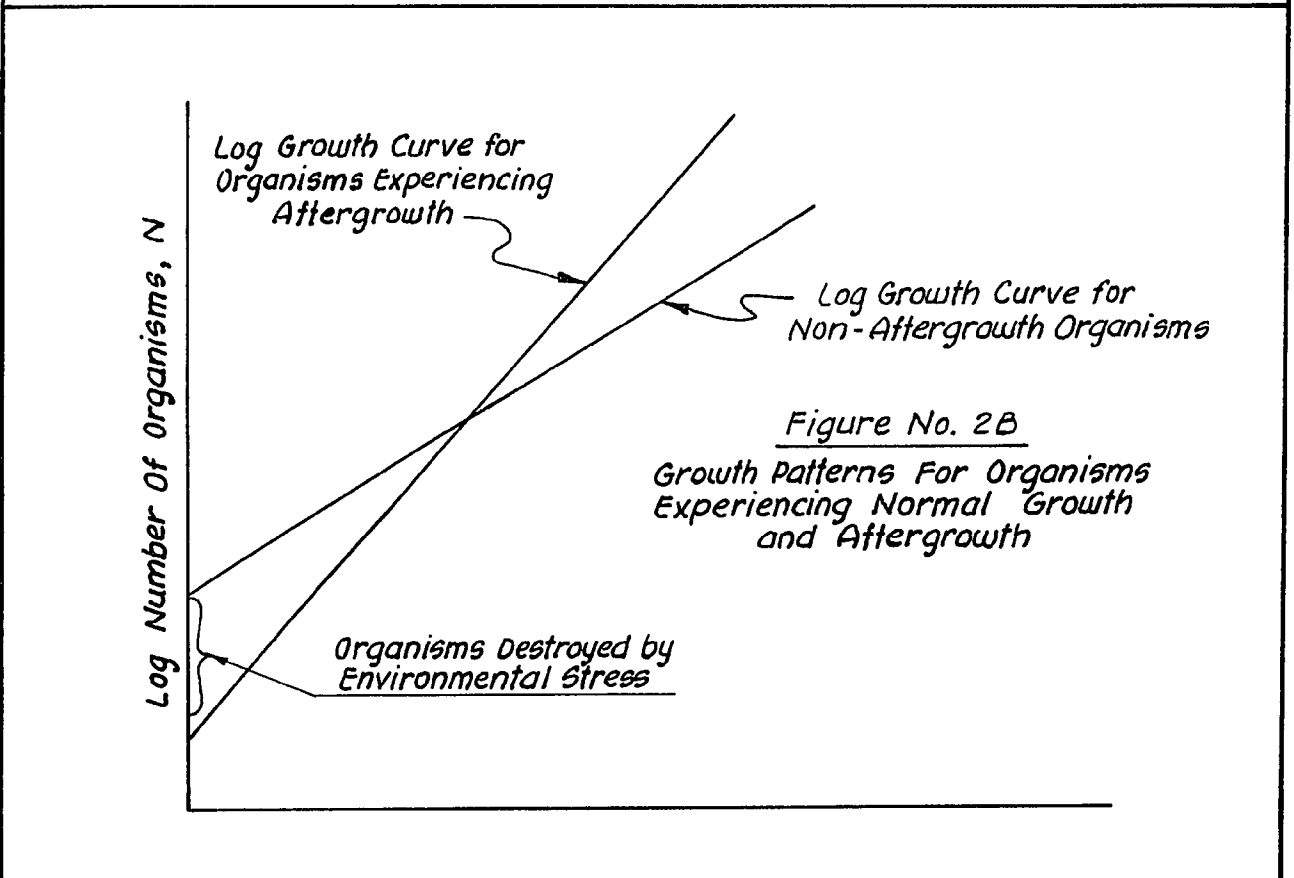 Log Growth Curve for
Organisms Experiencing
Aftergrowth
Log Number Of Organisms, N
Log Growth Curve for
Non-Aftergrowth Organisms
Figure No. 2B
Growth Patterns For Organisms
Experiencing Normal Growth
and Aftergrowth
Organisms Destroyed by
Environmental Stress